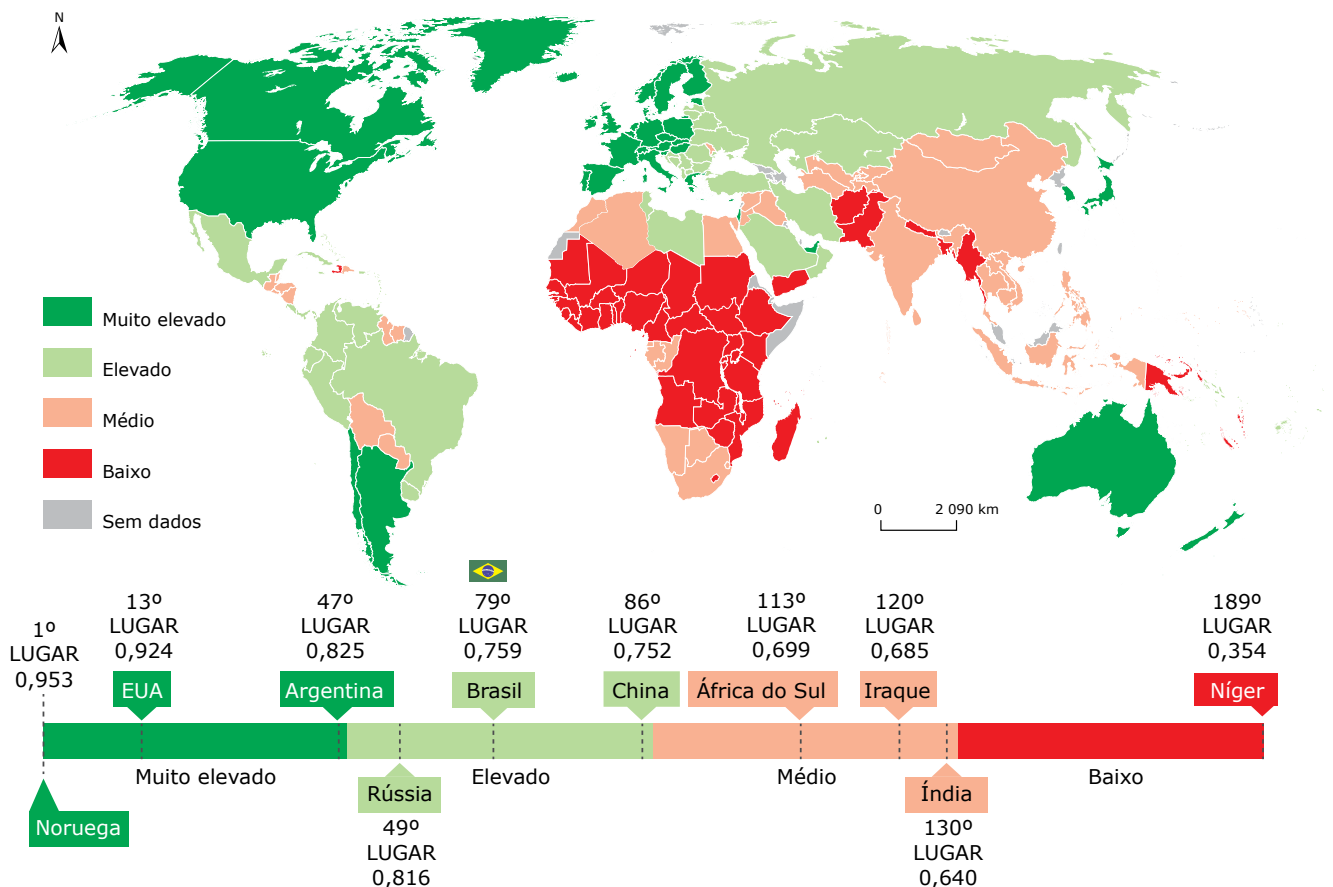 N
Muito elevado
Elevado
Médio
Baixo
Sem dados
0 2 090 km
1º
LUGAR
0,953
13º
LUGAR
0,924
47º
LUGAR
0,825
79º
LUGAR
0,759
86º
LUGAR
0,752
113º
LUGAR
0,699
120º
LUGAR
0,685
189º
LUGAR
0,354
EUA
Argentina
Brasil
China
África do Sul
Iraque
Níger
Muito elevado
Elevado
Médio
Baixo
Noruega
Rússia
49º
LUGAR
0,816
Índia
130º
LUGAR
0,640